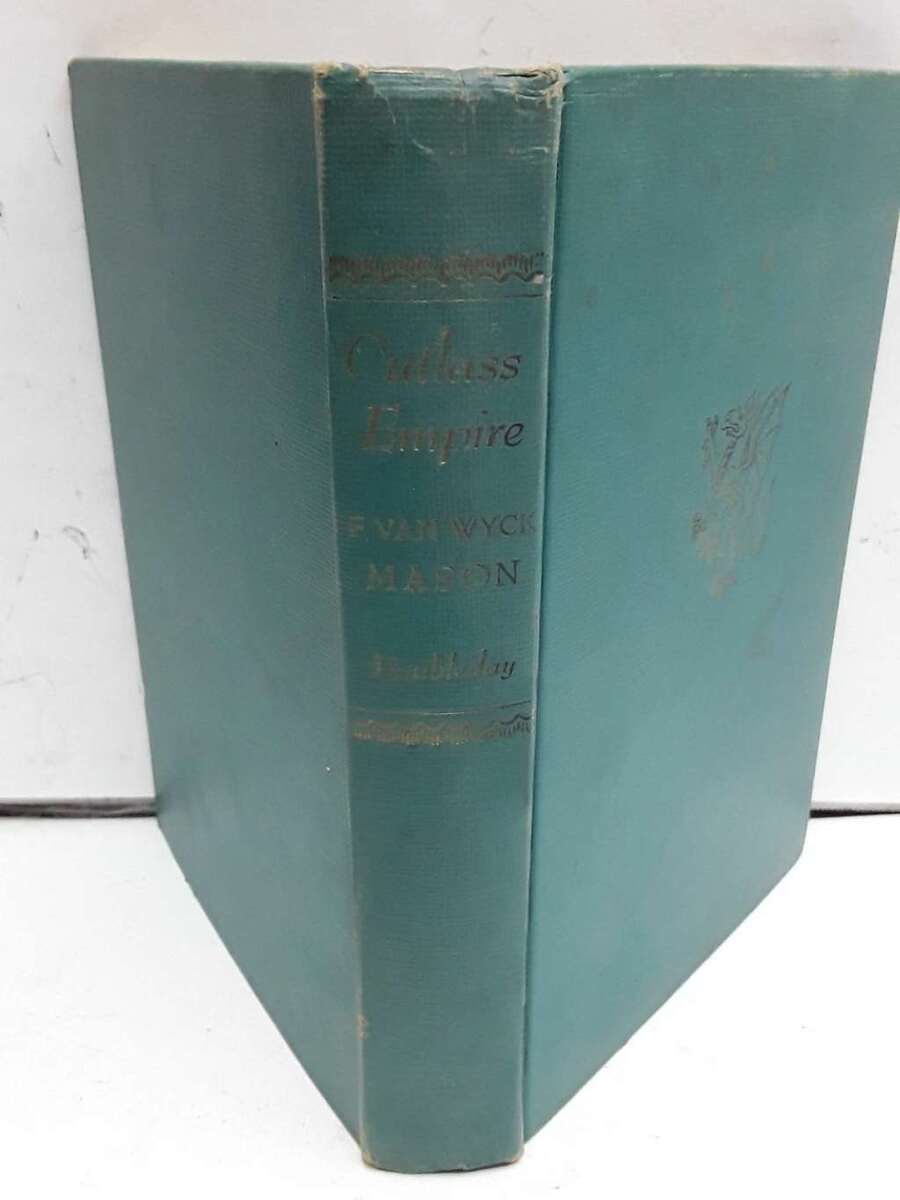 Cutlass
Empire
F. VAN WYCK
MASON
Doubleday